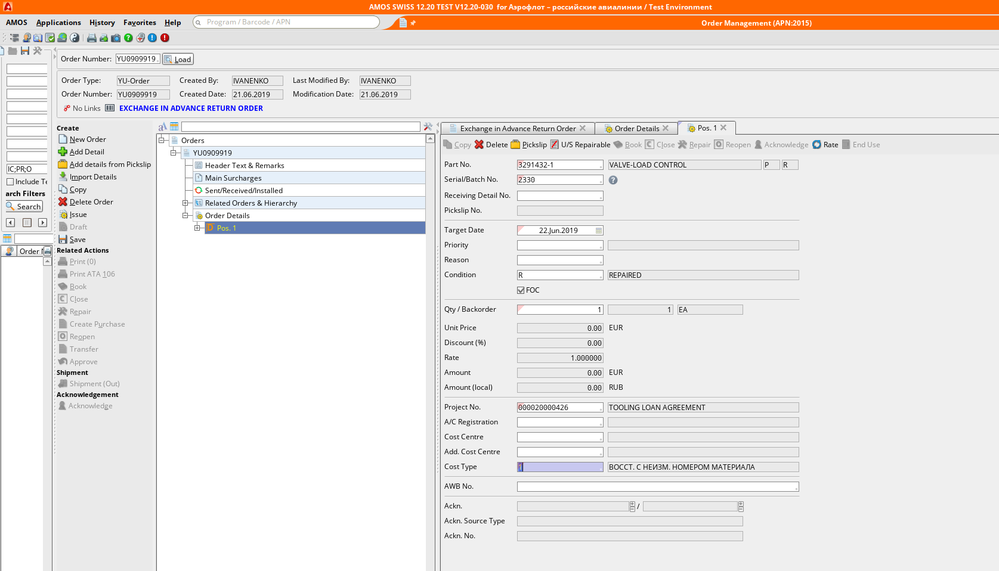 AMOS SWISS 12.20 TEST V12.20-030 for Аэрофлот – российские авиалинии / Test Environment
AMOS Applications History Favorites Help
Program / Barcode / APN
Order Management (APN:2015)
Order Number: YU0909919 Load
Order Type: YU-Order Created By: IVANENKO Last Modified By: IVANENKO
Order Number: YU0909919 Created Date: 21.06.2019 Modification Date: 21.06.2019
No Links EXCHANGE IN ADVANCE RETURN ORDER
IC;PR;O
Include Te
arch Filters
Search
Order
Create
New Order
Add Detail
Add details from Pickslip
Import Details
Copy
Delete Order
Issue
Draft
Save
Related Actions
Print (0)
Print ATA 106
Book
Close
Repair
Create Purchase
Reopen
Transfer
Approve
Shipment
Shipment (Out)
Acknowledgement
Acknowledge
Orders
YU0909919
Header Text & Remarks
Main Surcharges
Sent/Received/Installed
Related Orders & Hierarchy
Order Details
Pos. 1
Exchange in Advance Return Order Order Details Pos. 1
Copy Delete Pickslip U/S Repairable Book Close Repair Reopen Acknowledge Rate End Use
Part No. 3291432-1 VALVE-LOAD CONTROL P R
Serial/Batch No. 2330
Receiving Detail No.
Pickslip No.
Target Date 22.Jun.2019
Priority
Reason
Condition R REPAIRED
FOC
Qty / Backorder 1 1 EA
Unit Price 0.00 EUR
Discount (%) 0.00
Rate 1.000000
Amount 0.00 EUR
Amount (local) 0.00 RUB
Project No. 000020000426 TOOLING LOAN AGREEMENT
A/C Registration
Cost Centre
Add. Cost Centre
Cost Type 1 ВОССТ. С НЕИЗМ. НОМЕРОМ МАТЕРИАЛА
AWB No.
Ackn. /
Ackn. Source Type
Ackn. No.